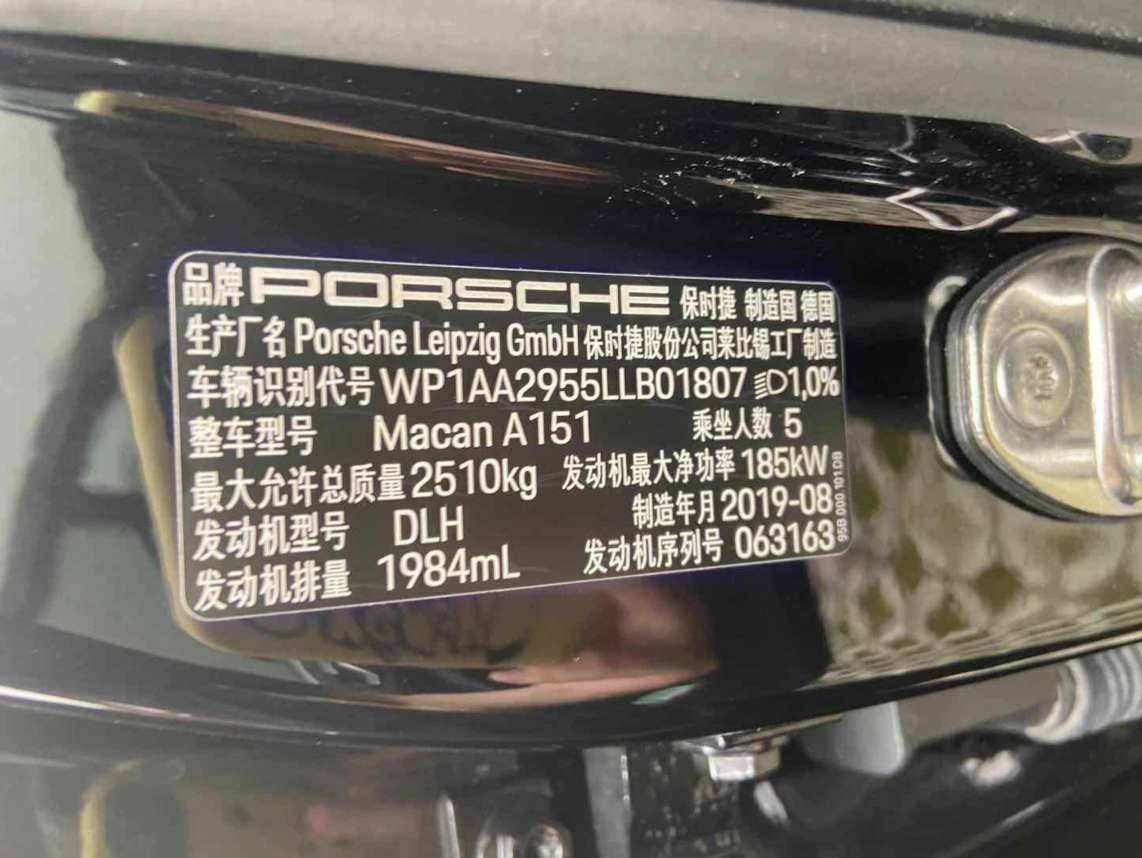 品牌 PORSCHE 保时捷 制造国 德国
生产厂名 Porsche Leipzig GmbH 保时捷股份公司莱比锡工厂制造
车辆识别代号 WP1AA2955LLB01807 1,0%
整车型号 Macan A151 乘坐人数 5
最大允许总质量 2510kg 发动机最大净功率 185kW
发动机型号 DLH 制造年月 2019-08
发动机排量 1984mL 发动机序列号 063163
95B.000.101.DB